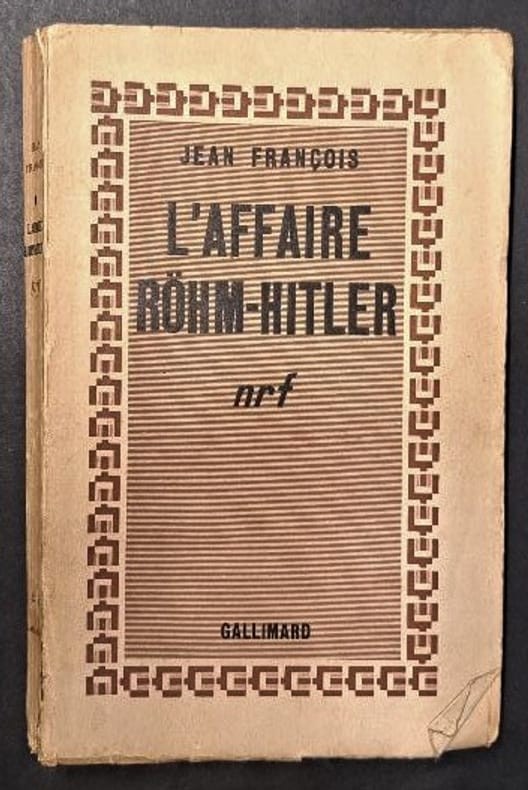 JEAN FRANÇOIS
L'AFFAIRE
RÖHM-HITLER
nrf
GALLIMARD